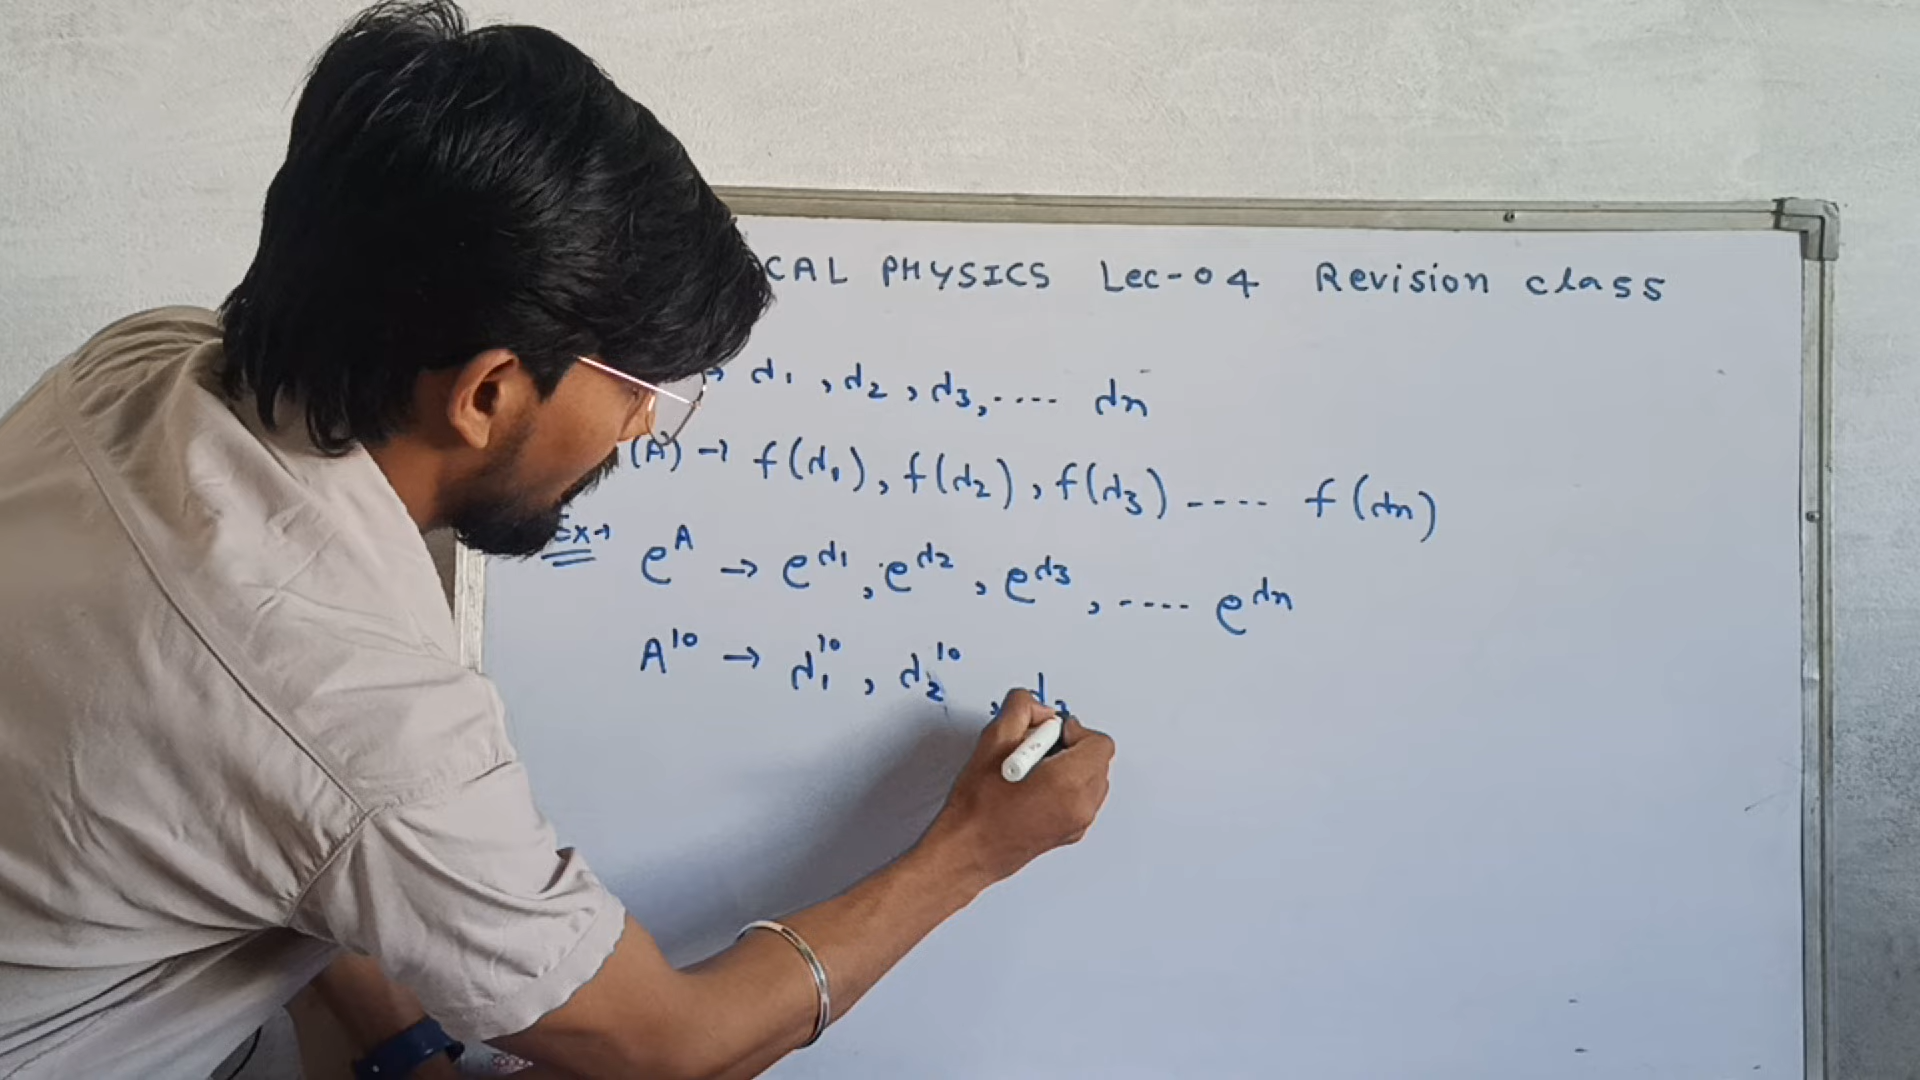 CAL PHYSICS Lec-04 Revision class
→ d₁, d₂, d₃, .... dn
(A) → f(d₁), f(d₂), f(d₃) .... f(dn)
Ex→
e^A → e^d1, e^d2, e^d3, .... e^dn
A^10 → d₁^10, d₂^10, d₃